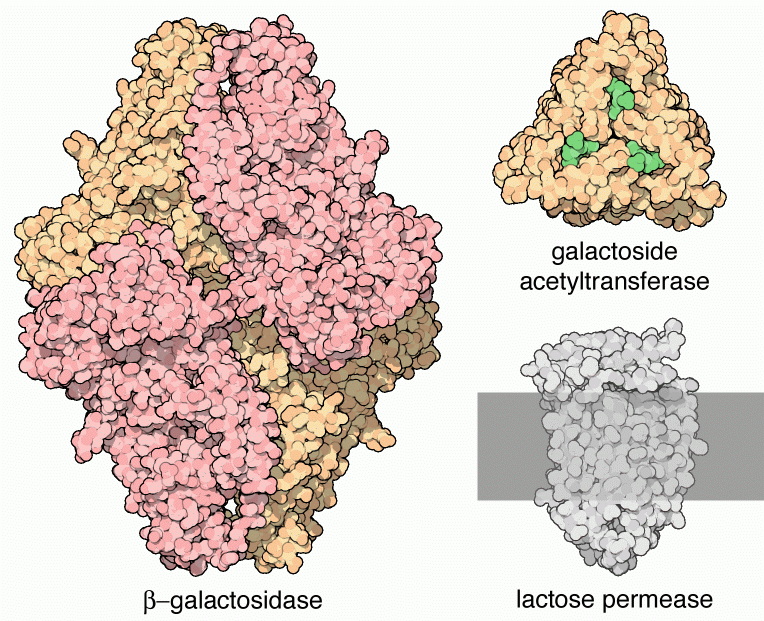 galactoside
acetyltransferase
β–galactosidase
lactose permease